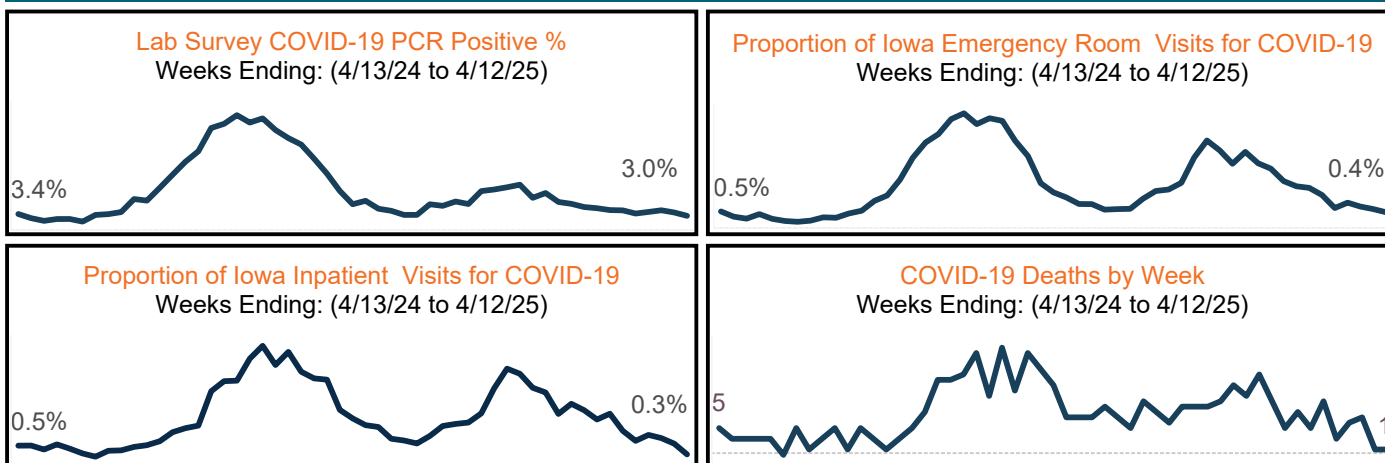 Lab Survey COVID-19 PCR Positive %
Weeks Ending: (4/13/24 to 4/12/25)
3.4%
3.0%
Proportion of Iowa Emergency Room Visits for COVID-19
Weeks Ending: (4/13/24 to 4/12/25)
0.5%
0.4%
Proportion of Iowa Inpatient Visits for COVID-19
Weeks Ending: (4/13/24 to 4/12/25)
0.5%
0.3%
COVID-19 Deaths by Week
Weeks Ending: (4/13/24 to 4/12/25)
5
1